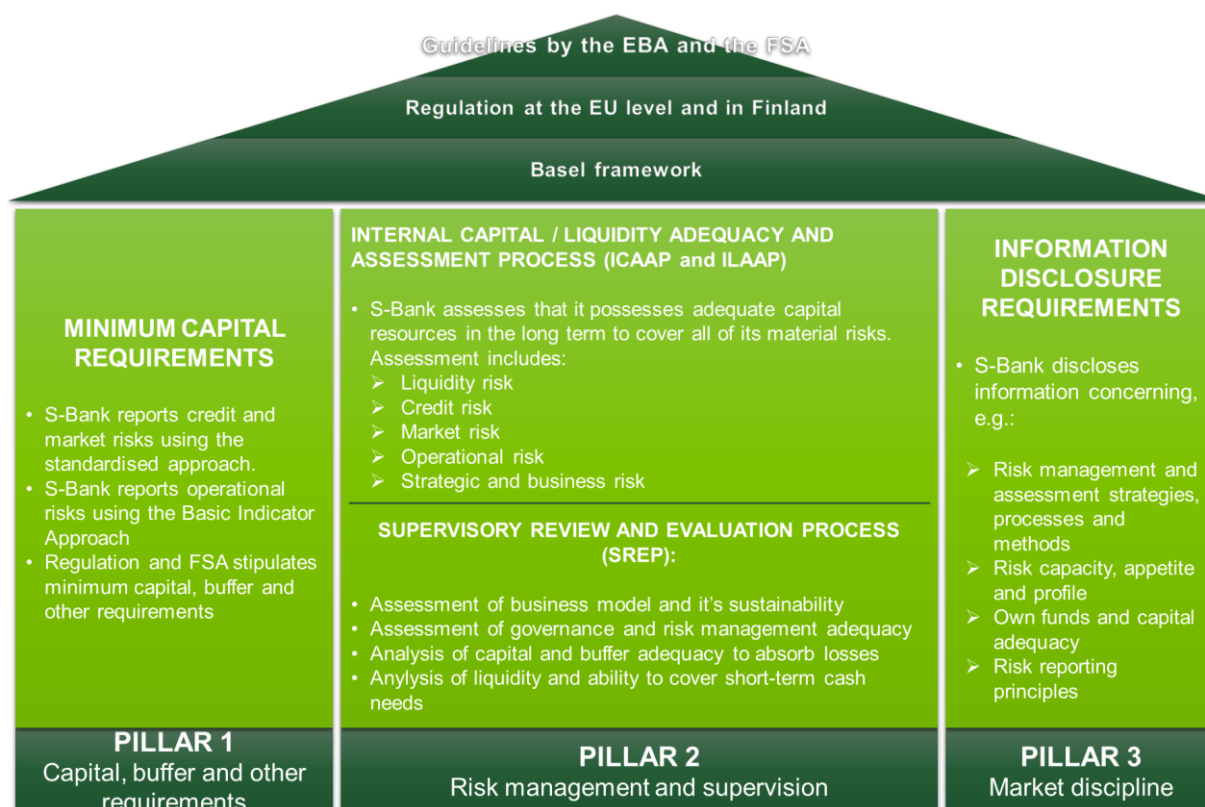 Guidelines by the EBA and the FSA
Regulation at the EU level and in Finland
Basel framework
MINIMUM CAPITAL
REQUIREMENTS
• S-Bank reports credit and
market risks using the
standardised approach.
• S-Bank reports operational
risks using the Basic Indicator
Approach
• Regulation and FSA stipulates
minimum capital, buffer and
other requirements
PILLAR 1
Capital, buffer and other
requirements
INTERNAL CAPITAL / LIQUIDITY ADEQUACY AND
ASSESSMENT PROCESS (ICAAP and ILAAP)
• S-Bank assesses that it possesses adequate capital
resources in the long term to cover all of its material risks.
Assessment includes:
➢ Liquidity risk
➢ Credit risk
➢ Market risk
➢ Operational risk
➢ Strategic and business risk
SUPERVISORY REVIEW AND EVALUATION PROCESS
(SREP):
• Assessment of business model and it's sustainability
• Assessment of governance and risk management adequacy
• Analysis of capital and buffer adequacy to absorb losses
• Anylysis of liquidity and ability to cover short-term cash
needs
PILLAR 2
Risk management and supervision
INFORMATION
DISCLOSURE
REQUIREMENTS
• S-Bank discloses
information concerning,
e.g.:
➢ Risk management and
assessment strategies,
processes and
methods
➢ Risk capacity, appetite
and profile
➢ Own funds and capital
adequacy
➢ Risk reporting
principles
PILLAR 3
Market discipline